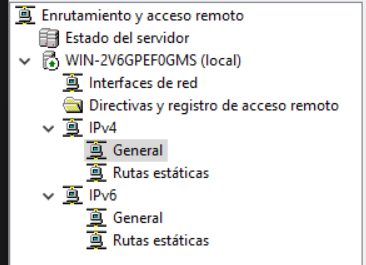 Enrutamiento y acceso remoto
Estado del servidor
WIN-2V6GPEF0GMS (local)
Interfaces de red
Directivas y registro de acceso remoto
IPv4
General
Rutas estáticas
IPv6
General
Rutas estáticas